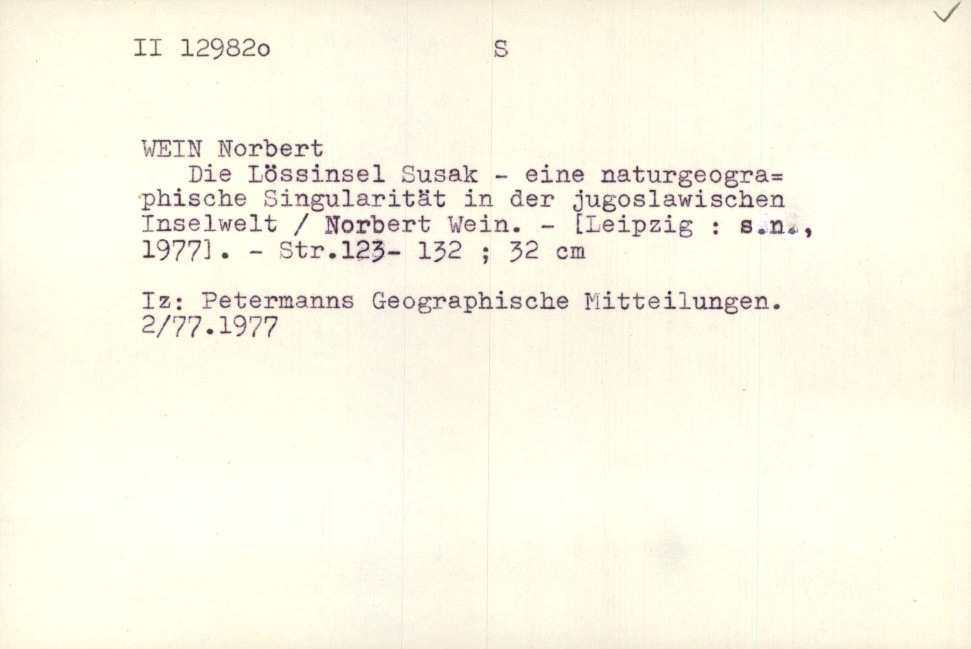 II 12982o S
WEIN Norbert
Die Lössinsel Susak - eine naturgeogra=
phische Singularität in der jugoslawischen
Inselwelt / Norbert Wein. - [Leipzig : s.n.,
1977]. - Str.123- 132 ; 32 cm
Iz: Petermanns Geographische Mitteilungen.
2/77.1977